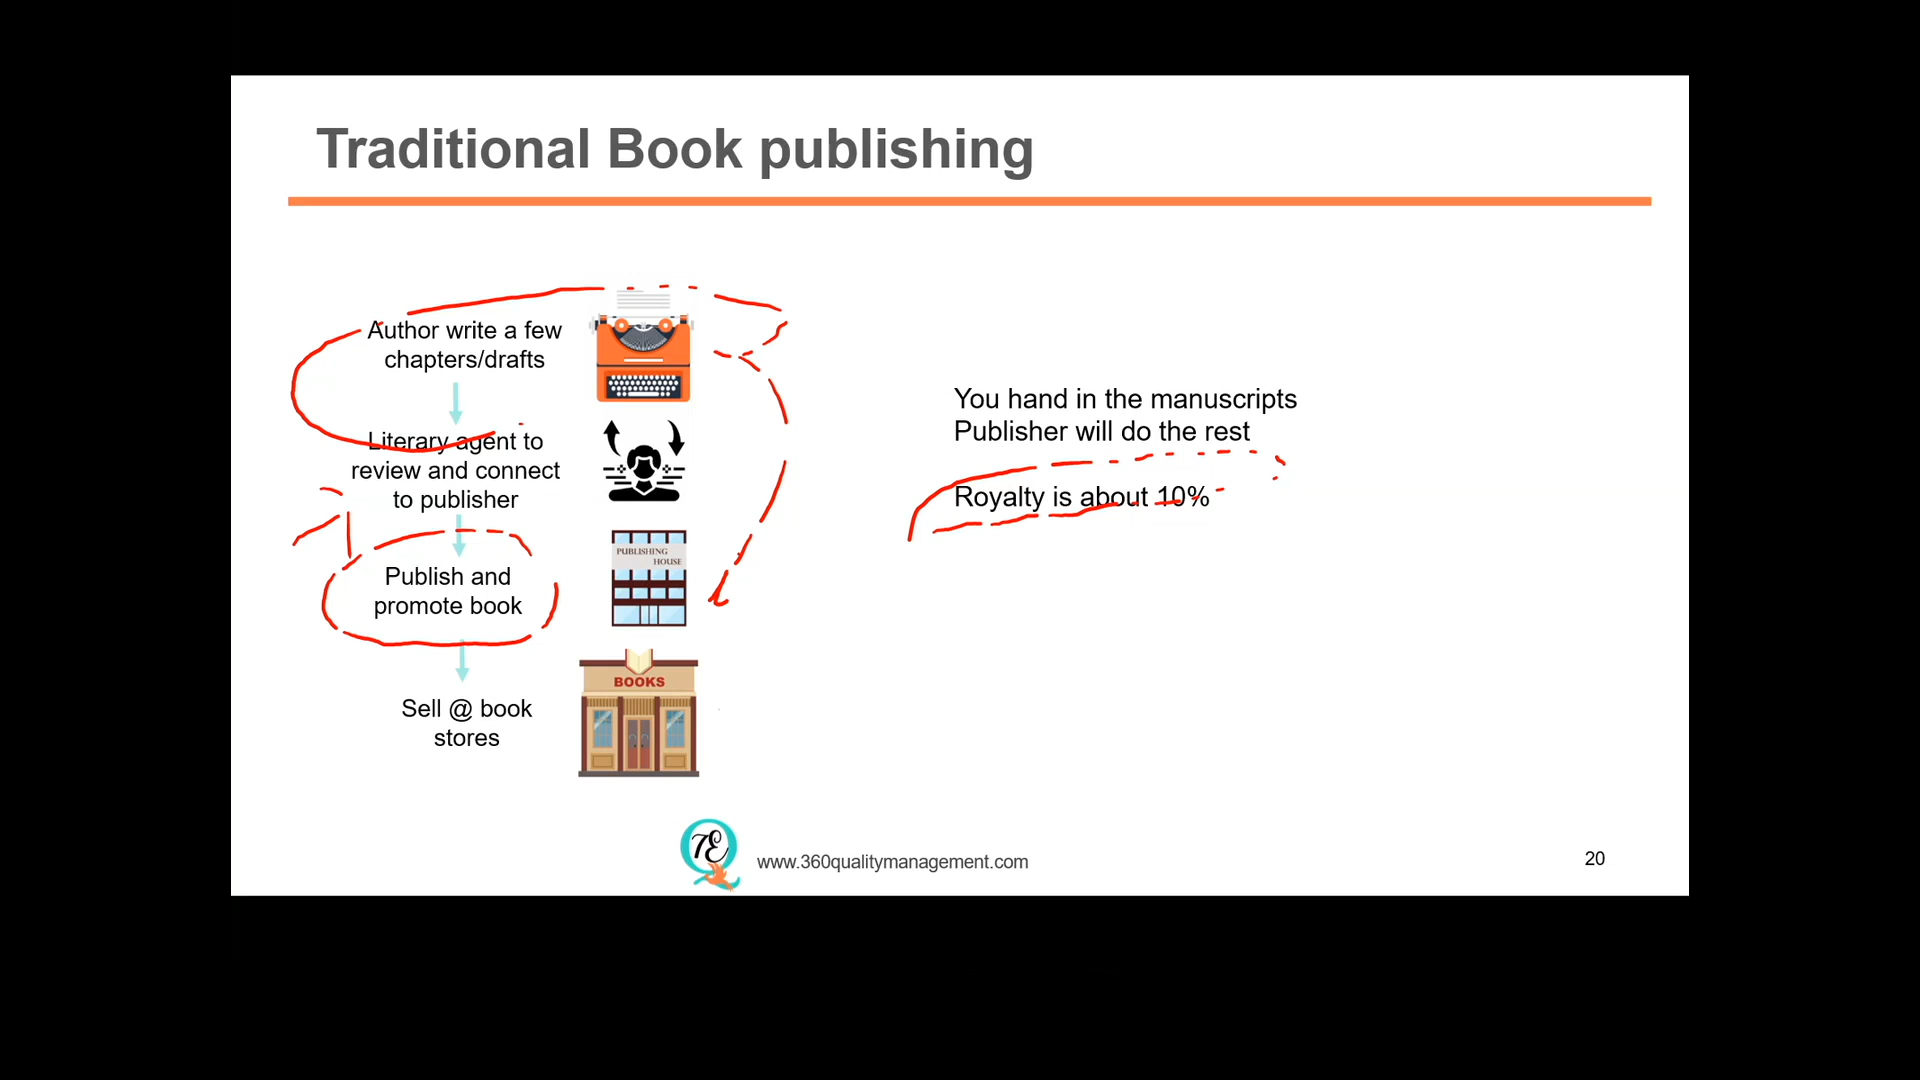 Traditional Book publishing
Author write a few
chapters/drafts
Literary agent to
review and connect
to publisher
PUBLISHING
HOUSE
Publish and
promote book
BOOKS
Sell @ book
stores
You hand in the manuscripts
Publisher will do the rest
Royalty is about 10%
www.360qualitymanagement.com
20